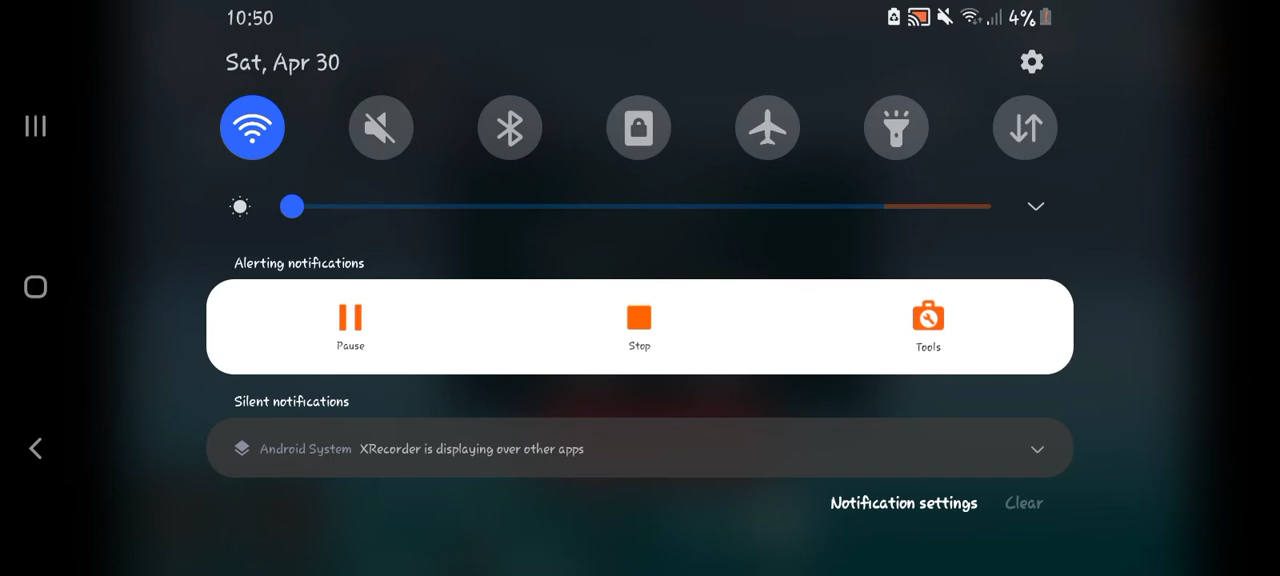 10:50
4%
Sat, Apr 30
Alerting notifications
Pause
Stop
Tools
Silent notifications
Android System XRecorder is displaying over other apps
Notification settings
Clear